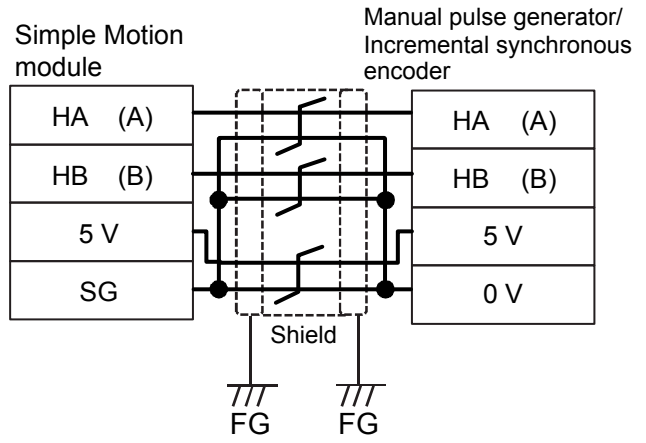 Simple Motion
module
Manual pulse generator/
Incremental synchronous
encoder
HA (A)
HB (B)
5 V
SG
HA (A)
HB (B)
5 V
0 V
Shield
FG
FG